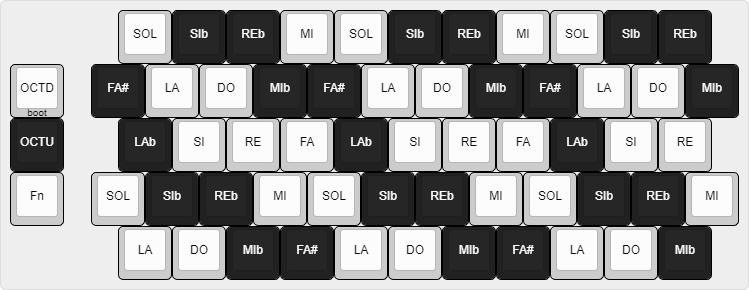 SOL SIb REb MI SOL SIb REb MI SOL SIb REb
OCTD FA# LA DO MIb FA# LA DO MIb FA# LA DO MIb
boot
OCTU LAb SI RE FA LAb SI RE FA LAb SI RE
Fn SOL SIb REb MI SOL SIb REb MI SOL SIb REb MI
LA DO MIb FA# LA DO MIb FA# LA DO MIb